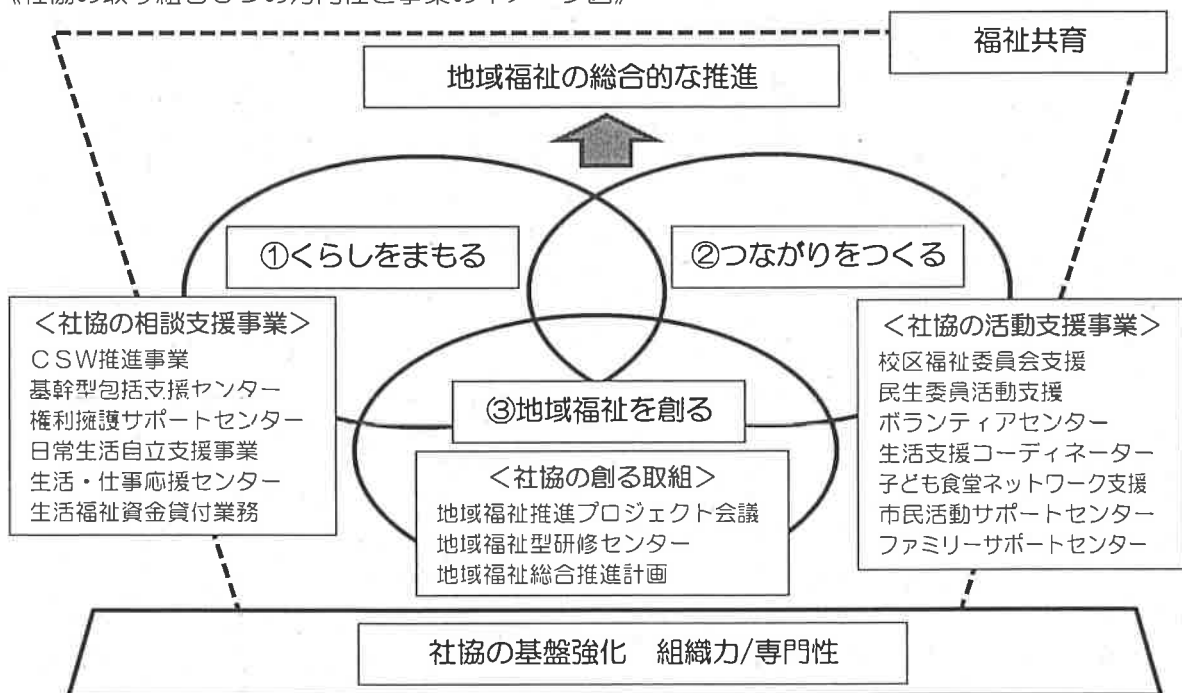 福祉共育
地域福祉の総合的な推進
①くらしをまもる
②つながりをつくる
<社協の相談支援事業>
CSW推進事業
基幹型包括支援センター
権利擁護サポートセンター
日常生活自立支援事業
生活・仕事応援センター
生活福祉資金貸付業務
<社協の活動支援事業>
校区福祉委員会支援
民生委員活動支援
ボランティアセンター
生活支援コーディネーター
子ども食堂ネットワーク支援
市民活動サポートセンター
ファミリーサポートセンター
③地域福祉を創る
<社協の創る取組>
地域福祉推進プロジェクト会議
地域福祉型研修センター
地域福祉総合推進計画
社協の基盤強化　組織力/専門性